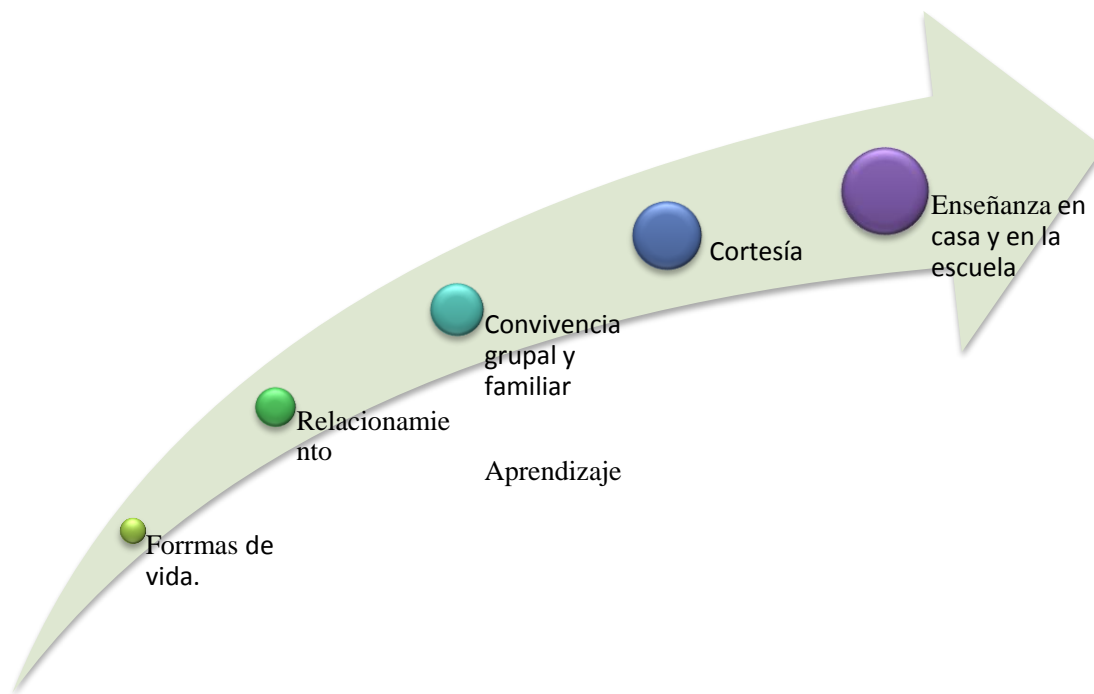 Enseñanza en
casa y en la
escuela
Cortesía
Convivencia
grupal y
familiar
Relacionamie
nto
Aprendizaje
Forrmas de
vida.